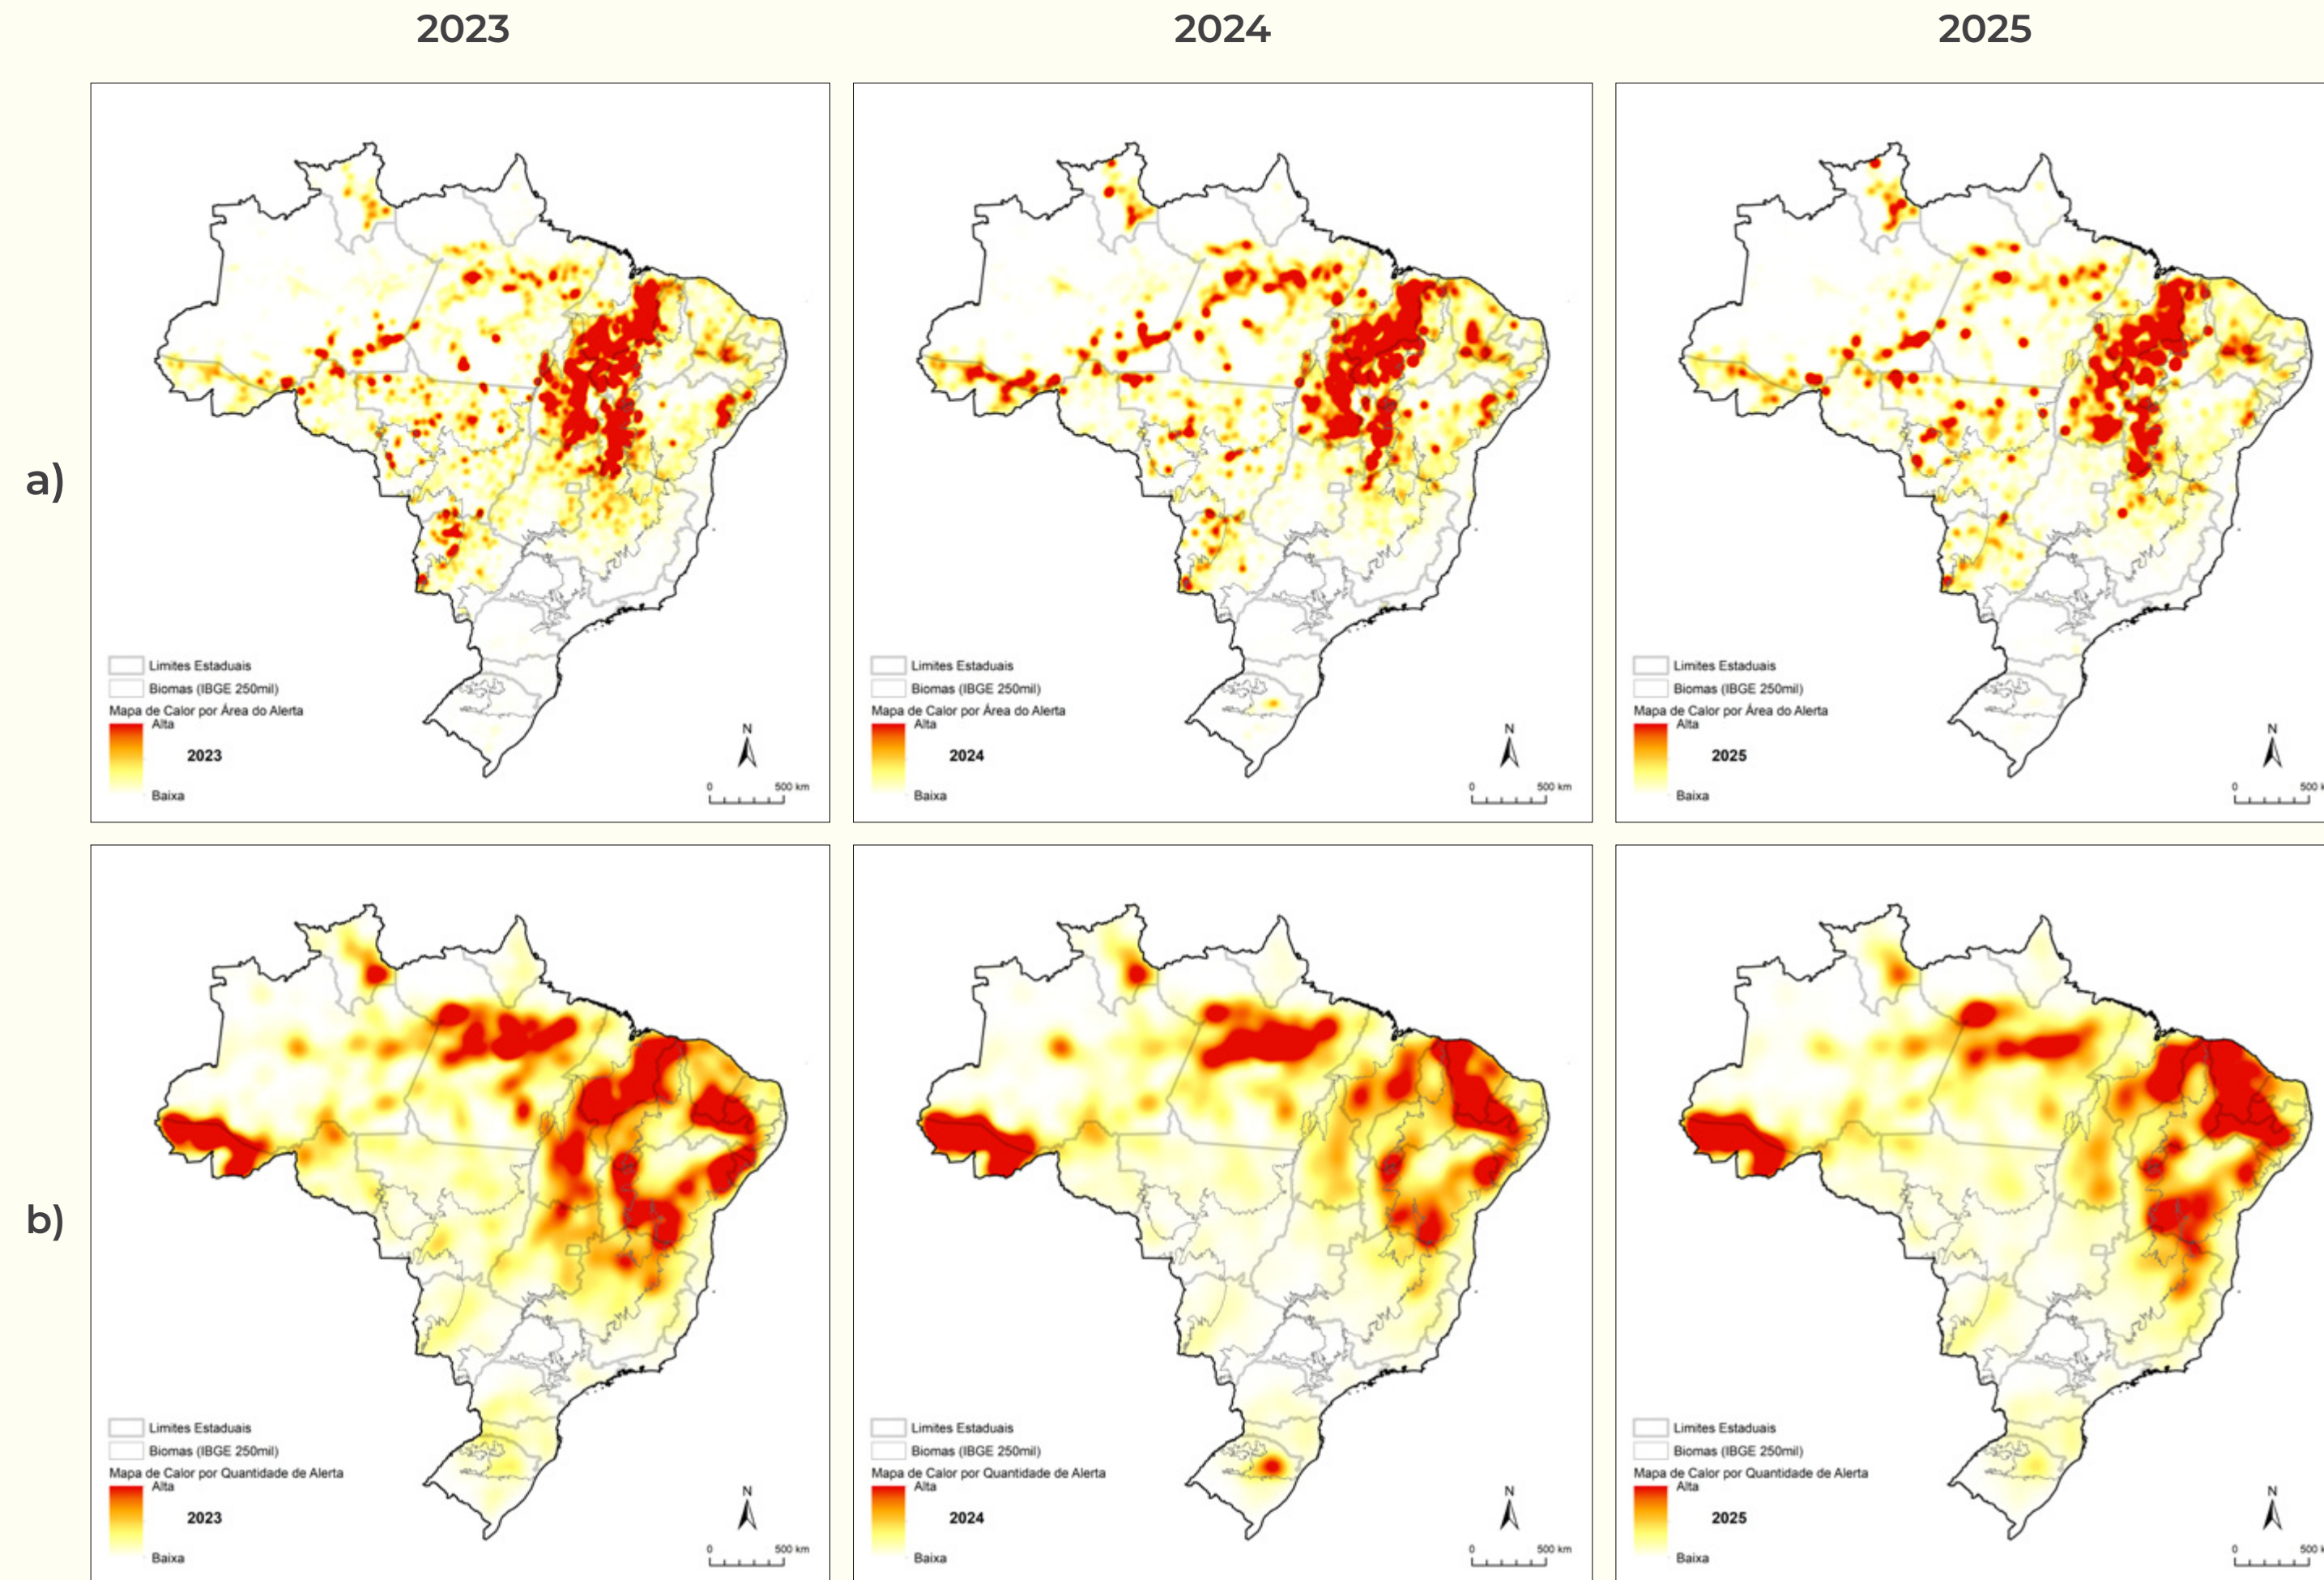 2023
2024
2025
a)
Limites Estaduais
Biomas (IBGE 250mil)
Mapa de Calor por Área do Alerta
Alta
2023
Baixa
N
0 500 km
Limites Estaduais
Biomas (IBGE 250mil)
Mapa de Calor por Área do Alerta
Alta
2024
Baixa
N
0 500 km
Limites Estaduais
Biomas (IBGE 250mil)
Mapa de Calor por Área do Alerta
Alta
2025
Baixa
N
0 500 k
b)
Limites Estaduais
Biomas (IBGE 250mil)
Mapa de Calor por Quantidade de Alerta
Alta
2023
Baixa
N
0 500 km
Limites Estaduais
Biomas (IBGE 250mil)
Mapa de Calor por Quantidade de Alerta
Alta
2024
Baixa
N
0 500 km
Limites Estaduais
Biomas (IBGE 250mil)
Mapa de Calor por Quantidade de Alerta
Alta
2025
Baixa
N
0 500 k